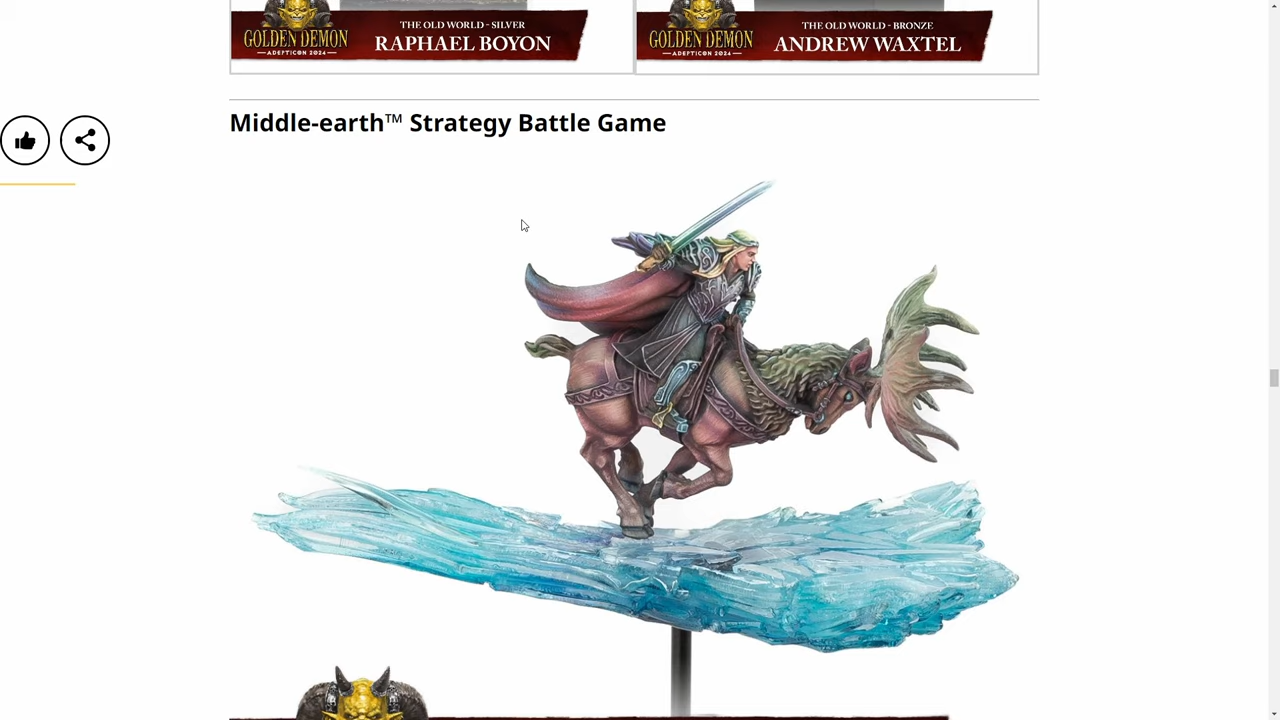 THE OLD WORLD - SILVER
RAPHAEL BOYON
GOLDEN DEMON
ADEPTICON 2024
THE OLD WORLD - BRONZE
ANDREW WAXTEL
GOLDEN DEMON
ADEPTICON 2024
Middle-earth™ Strategy Battle Game